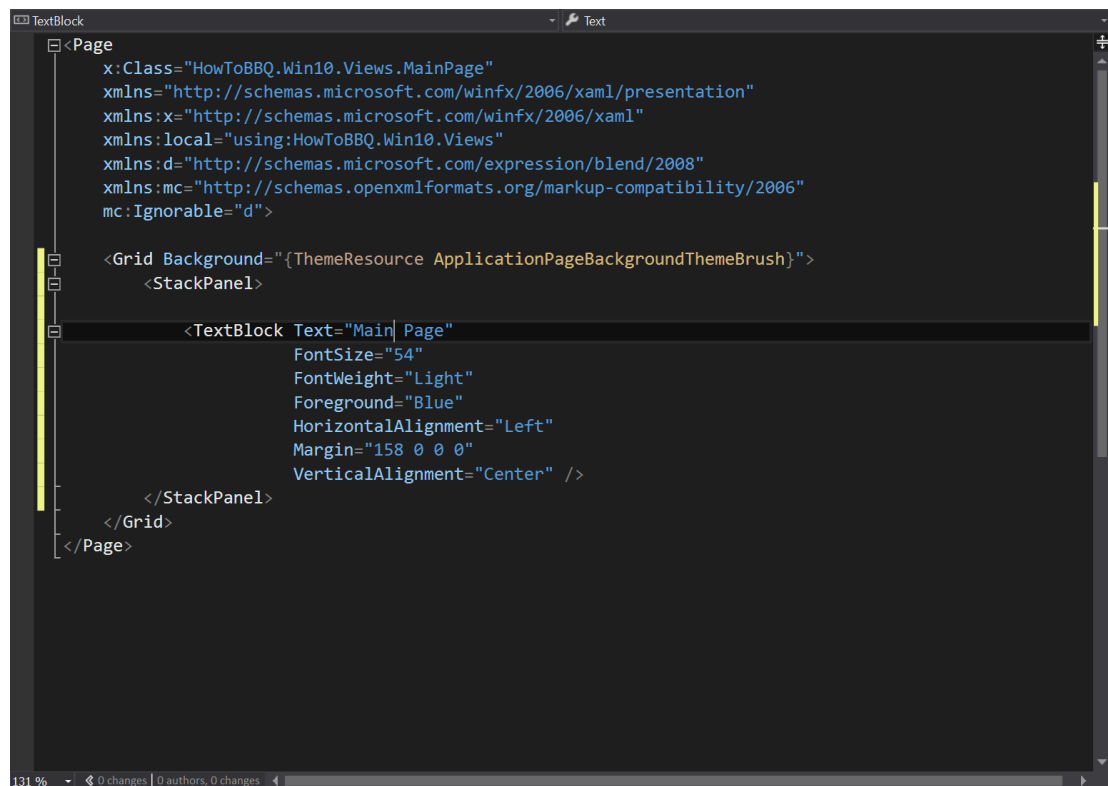 TextBlock
Text
<Page
x:Class="HowToBBQ.Win10.Views.MainPage"
xmlns="http://schemas.microsoft.com/winfx/2006/xaml/presentation"
xmlns:x="http://schemas.microsoft.com/winfx/2006/xaml"
xmlns:local="using:HowToBBQ.Win10.Views"
xmlns:d="http://schemas.microsoft.com/expression/blend/2008"
xmlns:mc="http://schemas.openxmlformats.org/markup-compatibility/2006"
mc:Ignorable="d">
<Grid Background="{ThemeResource ApplicationPageBackgroundThemeBrush}">
<StackPanel>
<TextBlock Text="Main Page"
FontSize="54"
FontWeight="Light"
Foreground="Blue"
HorizontalAlignment="Left"
Margin="158 0 0 0"
VerticalAlignment="Center" />
</StackPanel>
</Grid>
</Page>
131 % 0 changes | 0 authors, 0 changes